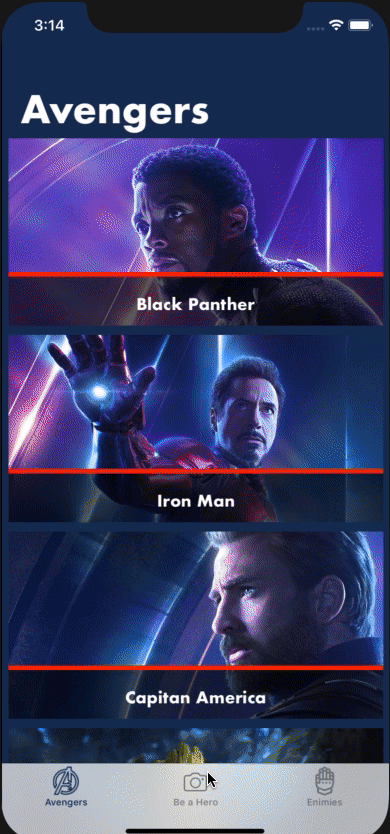 3:14
Avengers
Black Panther
Iron Man
Capitan America
Avengers
Be a Hero
Enimies